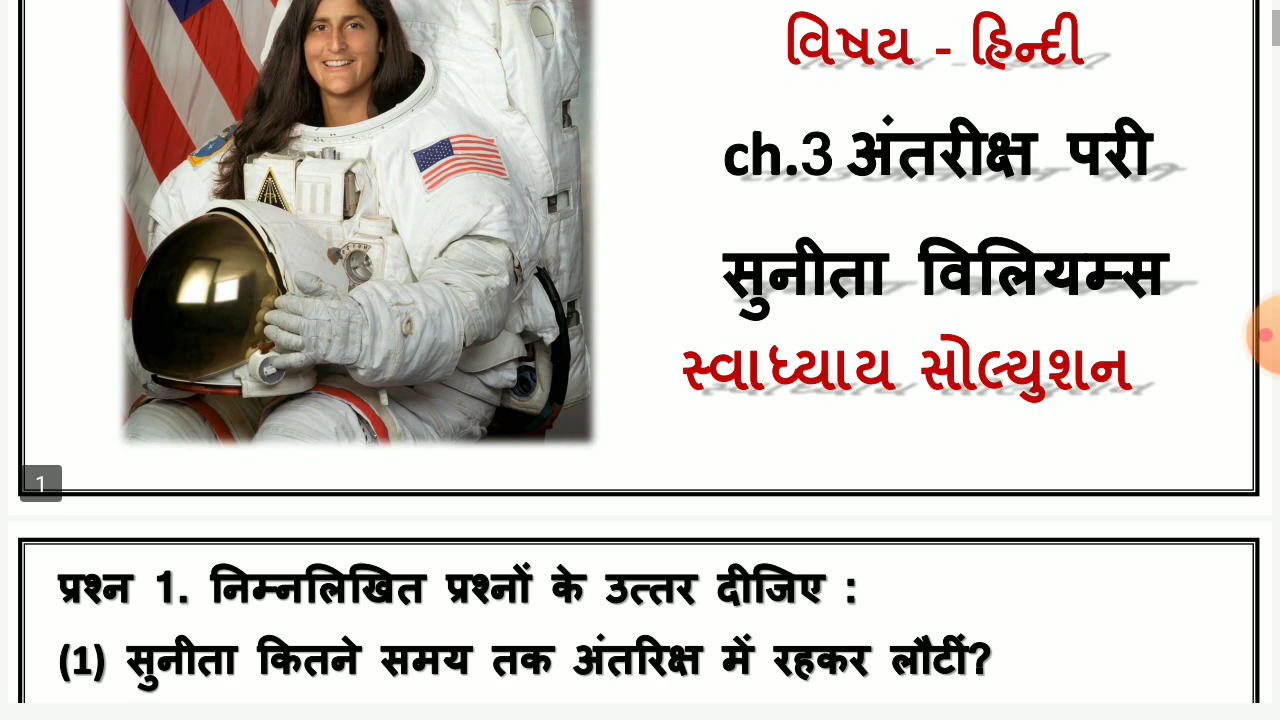 વિષય - હિન્દી
ch.3 अंतरीक्ष परी
सुनीता विलियम्स
સ્વાધ્યાય સોલ્યુશન
1
प्रश्न 1. निम्नलिखित प्रश्नों के उत्तर दीजिए :
(1) सुनीता कितने समय तक अंतरिक्ष में रहकर लौटीं?